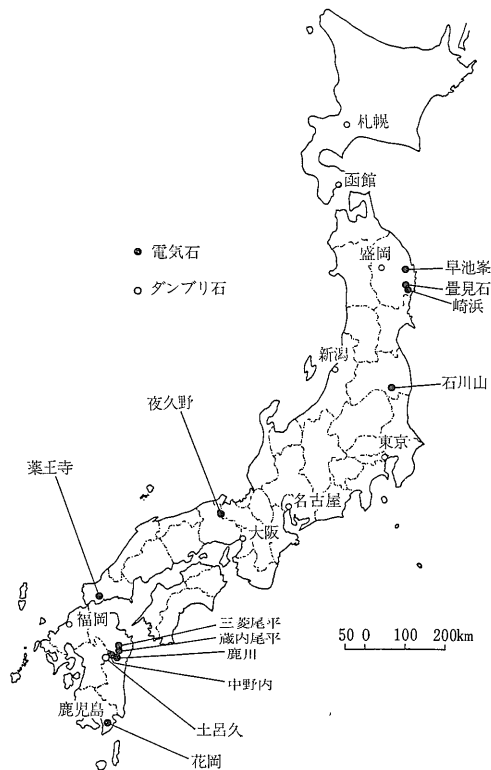 札幌
函館
電気石
ダンブリ石
盛岡
早池峯
畳見石
崎浜
新潟
石川山
夜久野
東京
薬王寺
名古屋
大阪
福岡
三菱尾平
蔵内尾平
鹿川
中野内
土呂久
鹿児島
花岡
50 0 100 200km